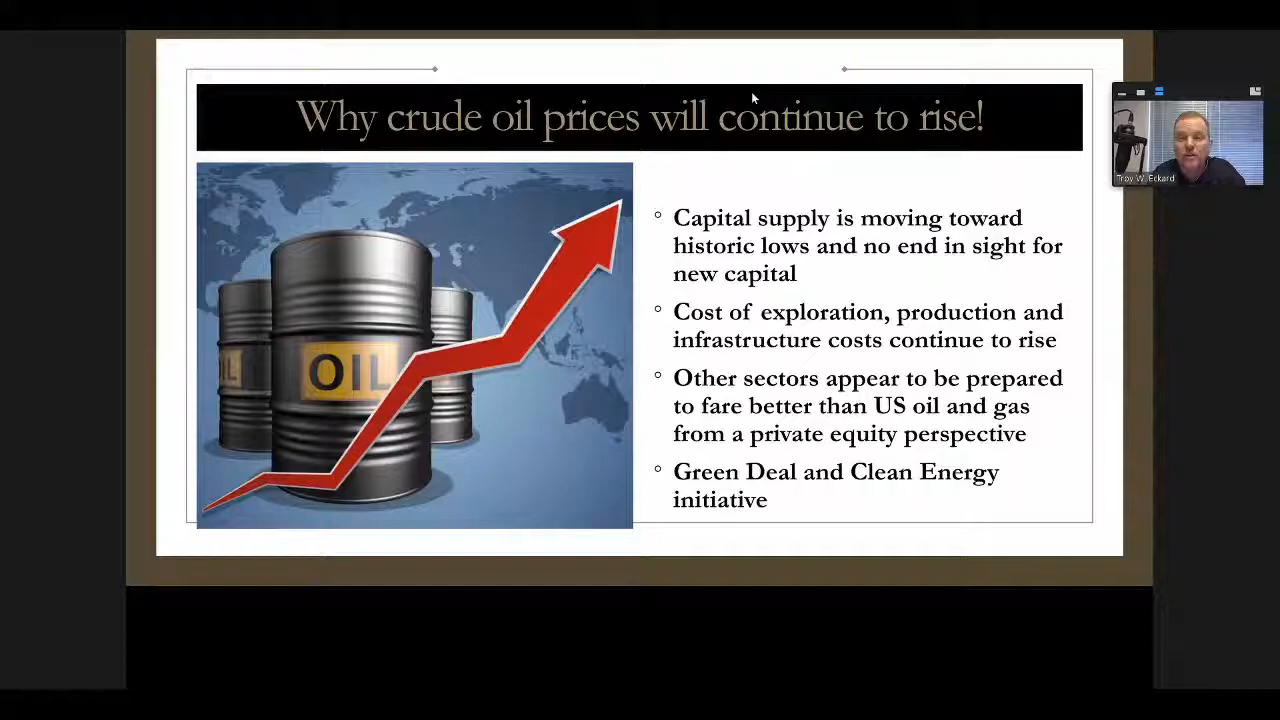 Why crude oil prices will continue to rise!
Troy W. Eckard
Capital supply is moving toward
historic lows and no end in sight for
new capital
Cost of exploration, production and
infrastructure costs continue to rise
Other sectors appear to be prepared
to fare better than US oil and gas
from a private equity perspective
Green Deal and Clean Energy
initiative
OIL
IL